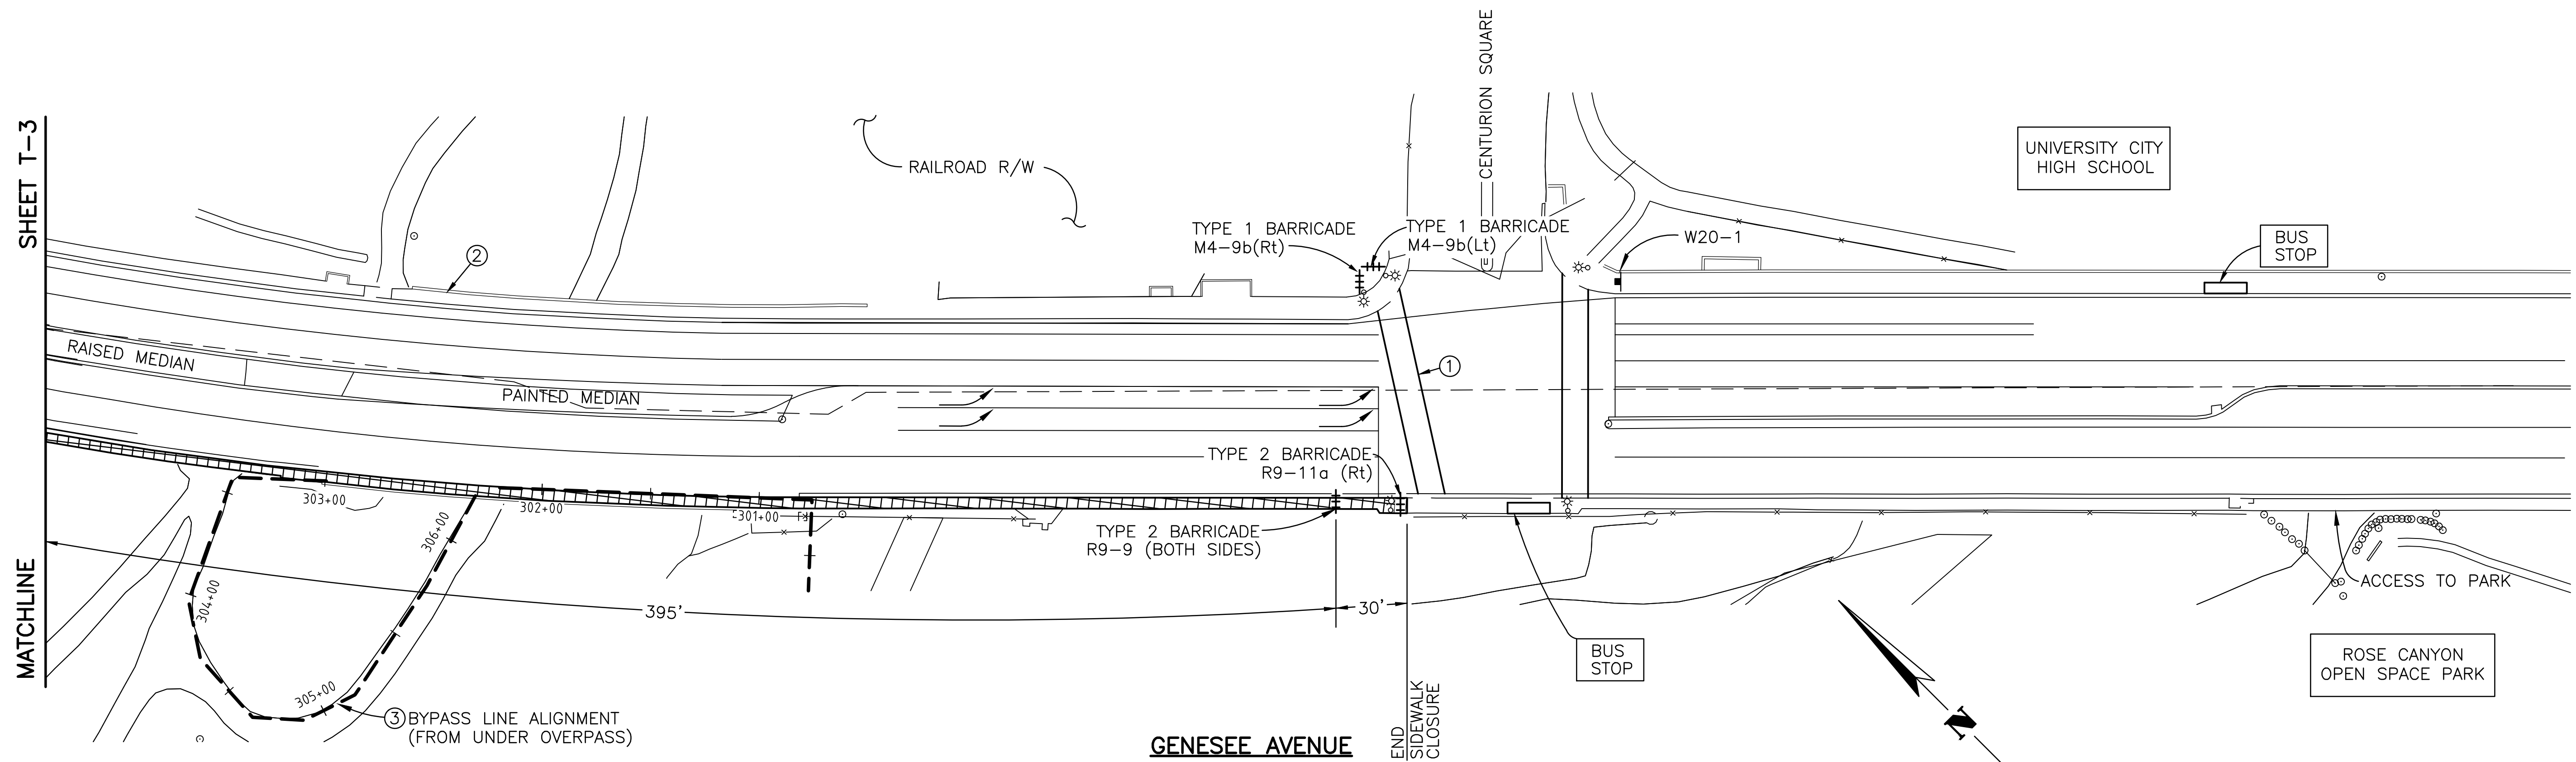 SHEET T-3
MATCHLINE
RAISED MEDIAN
PAINTED MEDIAN
2
RAILROAD R/W
TYPE 1 BARRICADE
M4-9b(Rt)
TYPE 1 BARRICADE
M4-9b(Lt)
CENTURION SQUARE
W20-1
UNIVERSITY CITY
HIGH SCHOOL
BUS
STOP
1
TYPE 2 BARRICADE
R9-11a (Rt)
TYPE 2 BARRICADE
R9-9 (BOTH SIDES)
303+00
302+00
301+00
306+00
304+00
305+00
395'
30'
3
BYPASS LINE ALIGNMENT
(FROM UNDER OVERPASS)
GENESEE AVENUE
END
SIDEWALK
CLOSURE
BUS
STOP
N
ACCESS TO PARK
ROSE CANYON
OPEN SPACE PARK